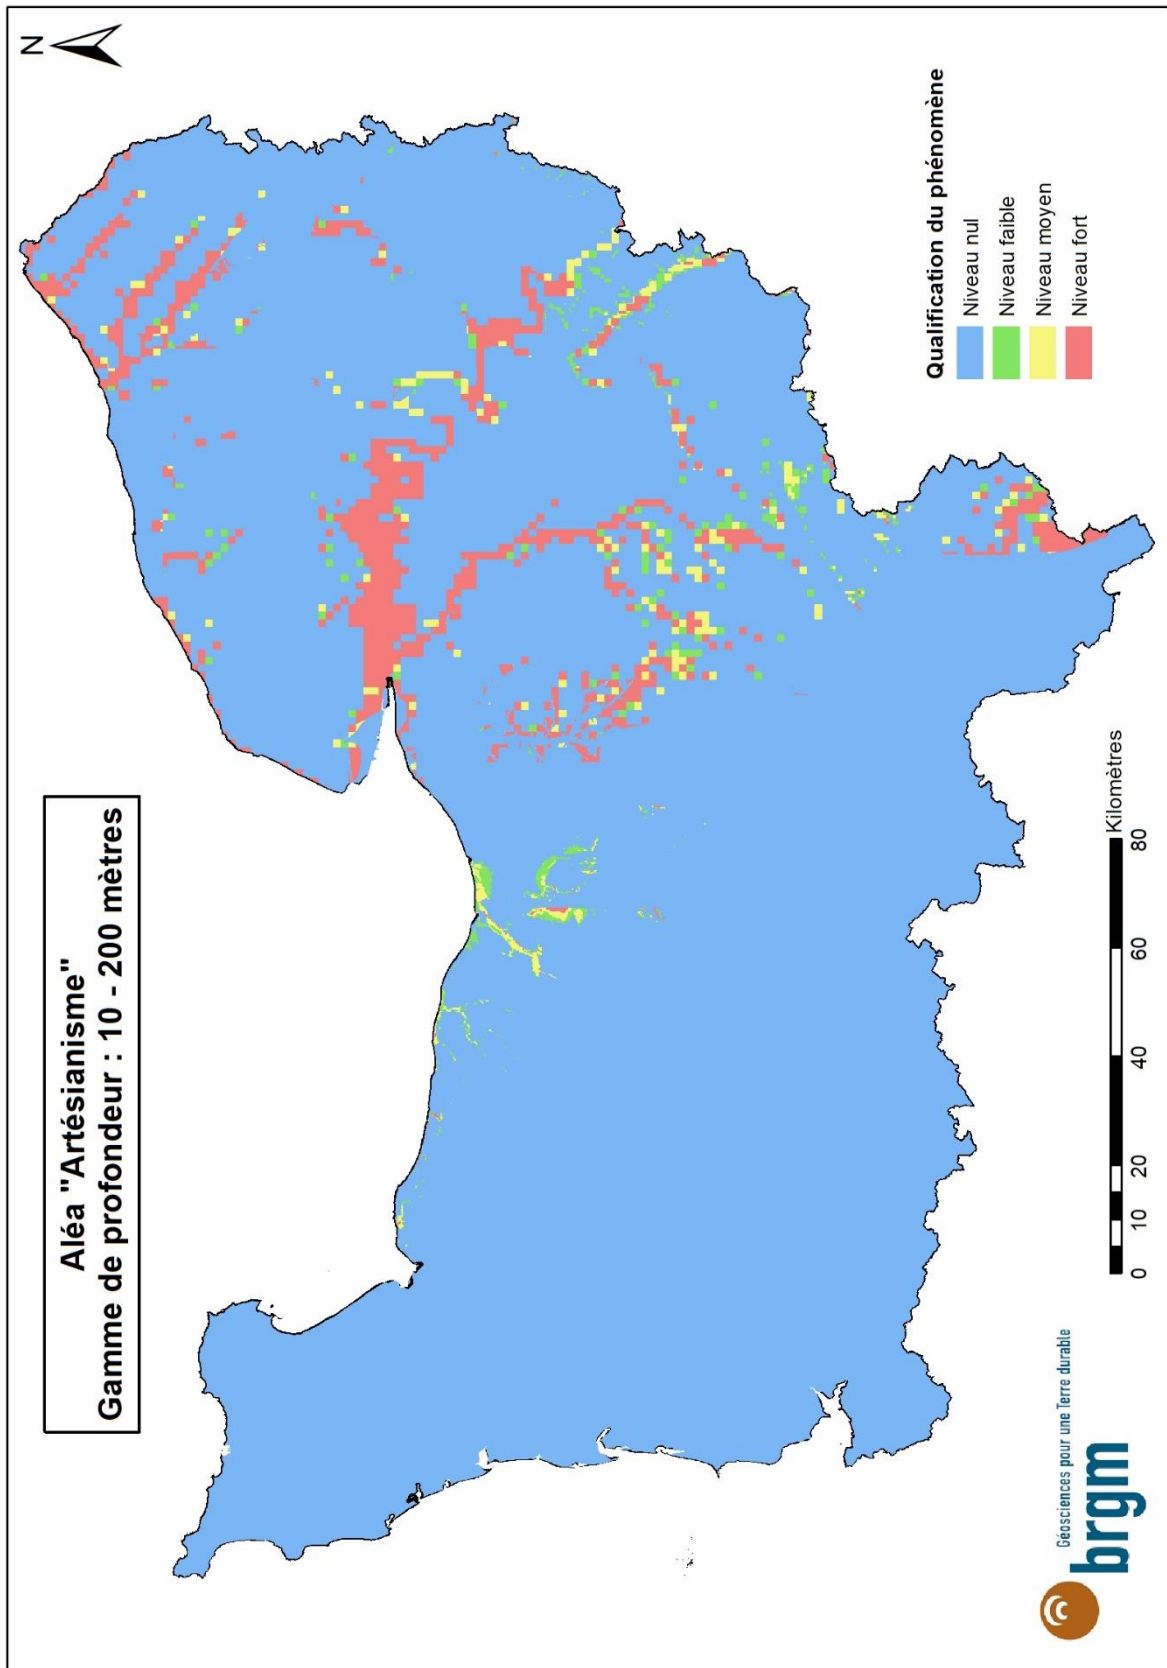 N
Aléa "Artésianisme"
Gamme de profondeur : 10 - 200 mètres
Qualification du phénomène
Niveau nul
Niveau faible
Niveau moyen
Niveau fort
Géosciences pour une Terre durable
brgm
0 10 20 40 60 80
Kilomètres